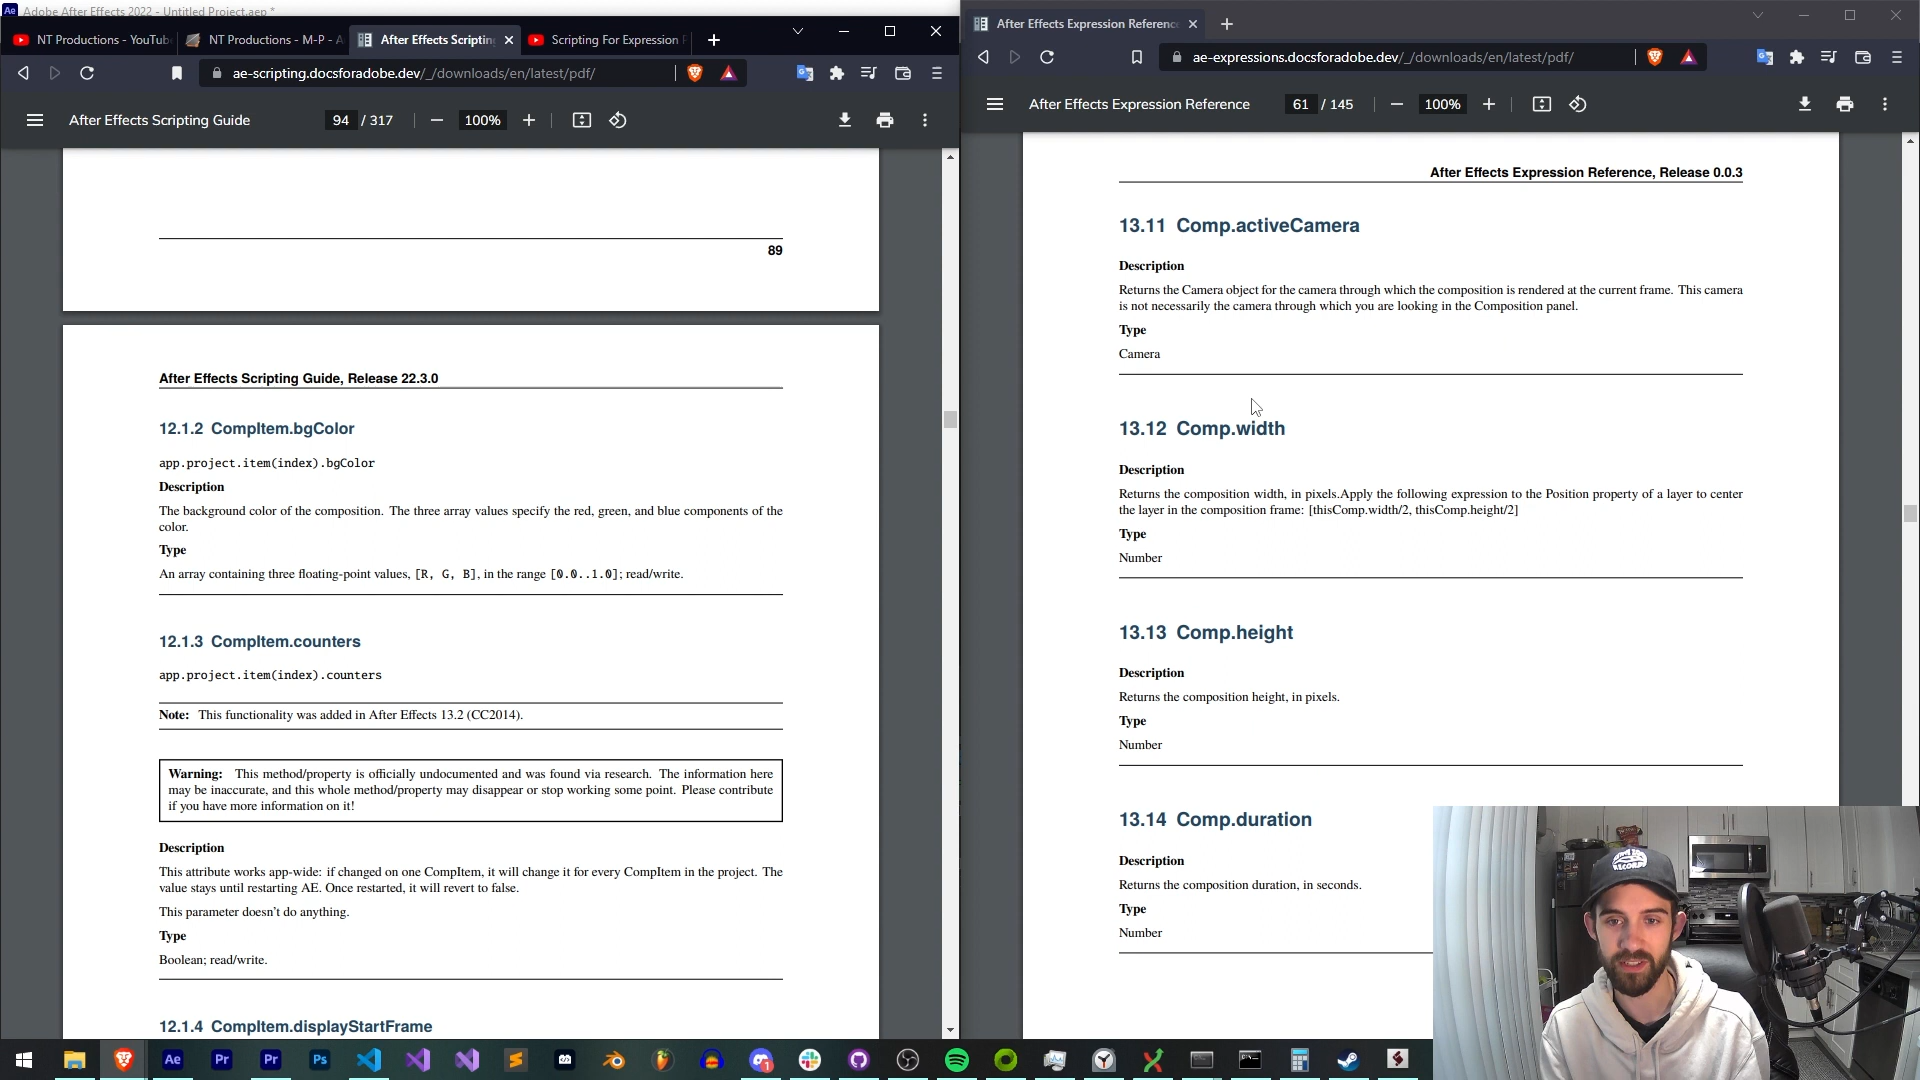 Adobe After Effects 2022 - Untitled Project.aep *
NT Productions - YouTub
NT Productions - M-P - A
After Effects Scripting
Scripting For Expression P
ae-scripting.docsforadobe.dev/_/downloads/en/latest/pdf/
After Effects Scripting Guide
94 / 317
100%
89
After Effects Scripting Guide, Release 22.3.0
12.1.2 CompItem.bgColor
app.project.item(index).bgColor
Description
The background color of the composition. The three array values specify the red, green, and blue components of the
color.
Type
An array containing three floating-point values, [R, G, B], in the range [0.0..1.0]; read/write.
12.1.3 CompItem.counters
app.project.item(index).counters
Note: This functionality was added in After Effects 13.2 (CC2014).
Warning: This method/property is officially undocumented and was found via research. The information here
may be inaccurate, and this whole method/property may disappear or stop working some point. Please contribute
if you have more information on it!
Description
This attribute works app-wide: if changed on one CompItem, it will change it for every CompItem in the project. The
value stays until restarting AE. Once restarted, it will revert to false.
This parameter doesn't do anything.
Type
Boolean; read/write.
12.1.4 CompItem.displayStartFrame
After Effects Expression Referenc
ae-expressions.docsforadobe.dev/_/downloads/en/latest/pdf/
After Effects Expression Reference
61 / 145
100%
After Effects Expression Reference, Release 0.0.3
13.11 Comp.activeCamera
Description
Returns the Camera object for the camera through which the composition is rendered at the current frame. This camera
is not necessarily the camera through which you are looking in the Composition panel.
Type
Camera
13.12 Comp.width
Description
Returns the composition width, in pixels.Apply the following expression to the Position property of a layer to center
the layer in the composition frame: [thisComp.width/2, thisComp.height/2]
Type
Number
13.13 Comp.height
Description
Returns the composition height, in pixels.
Type
Number
13.14 Comp.duration
Description
Returns the composition duration, in seconds.
Type
Number
Ae
Pr
Pr
Ps